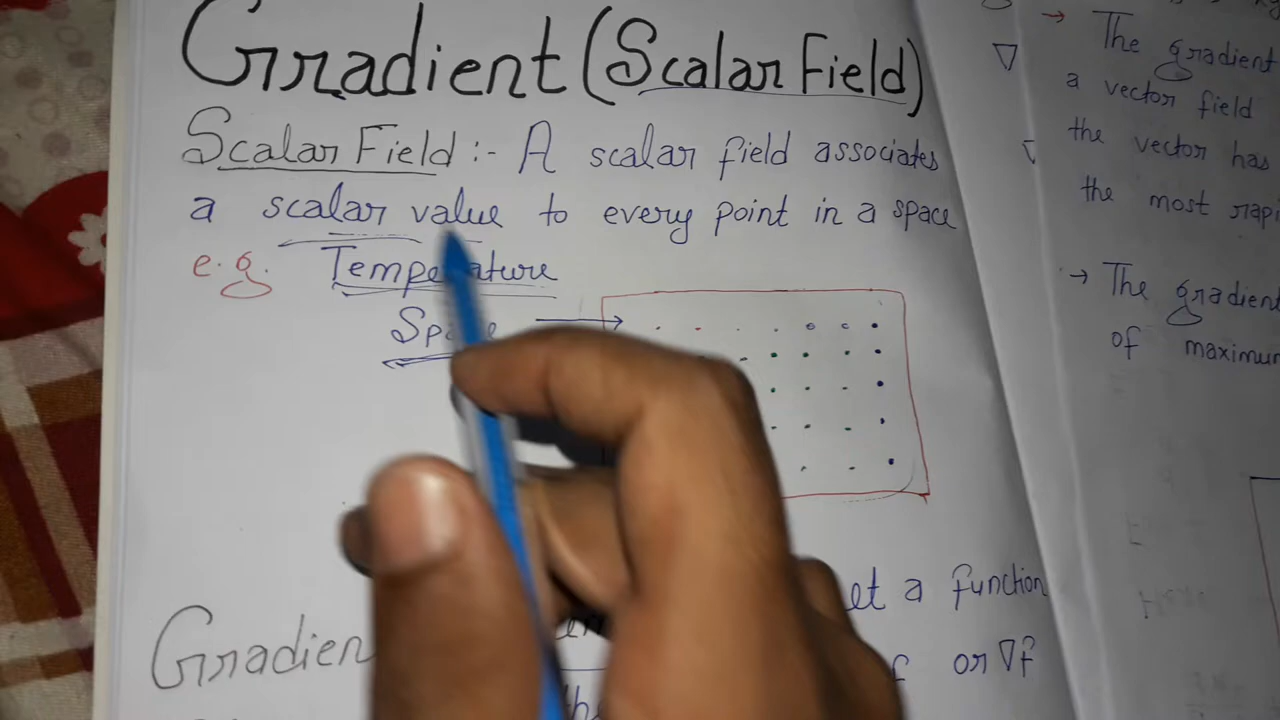 Gradient (Scalar Field)
Scalar Field :- A scalar field associates
a scalar value to every point in a space
e.g. Temperature
Space →
Gradien
et a function
f or ∇f
the
→ The gradient
∇ a vector field
the vector has
the most rapi
→ The gradient
of maximum